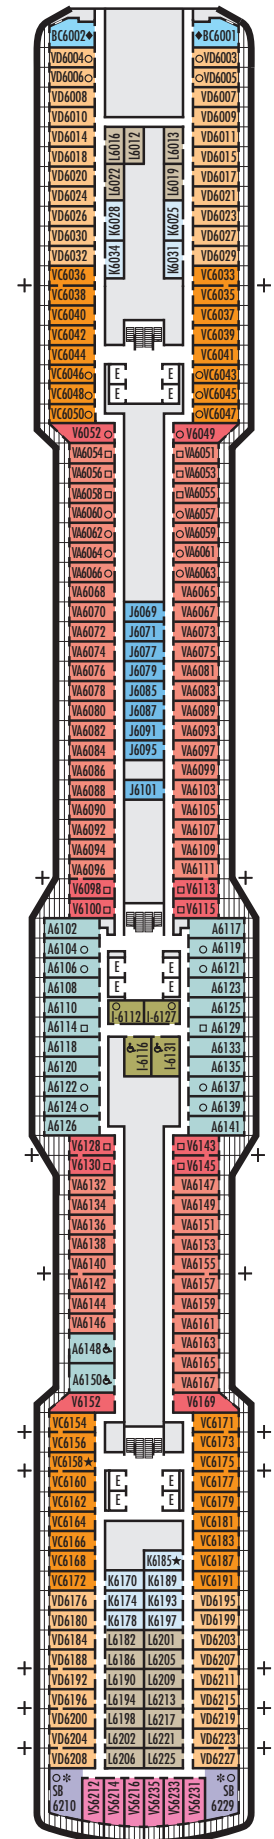 BC6002♦ ♦BC6001
VD6004○ ○VD6003
VD6006○ ○VD6005
VD6008 VD6007
VD6010 VD6009
VD6014 L6016 L6012 L6013 VD6011
VD6018 VD6015
VD6020 L6022 L6019 VD6017
VD6024 VD6021
VD6026 K6028 K6025 VD6023
VD6030 VD6027
VD6032 K6034 K6031 VD6029
VC6036 VC6033
VC6038 VC6035
VC6040 VC6037
VC6042 VC6039
VC6044 VC6041
VC6046○ E E ○VC6043
VC6048○ E E ○VC6045
VC6050○ ○VC6047
V6052○ ○V6049
VA6054□ □VA6051
VA6056□ □VA6053
VA6058□ □VA6055
VA6060○ ○VA6057
VA6062○ ○VA6059
VA6064○ ○VA6061
VA6066○ ○VA6063
VA6068 VA6065
VA6070 J6069 VA6067
VA6072 J6071 VA6073
VA6074 J6077 VA6075
VA6076 J6079 VA6081
VA6078 J6085 VA6083
VA6080 J6087 VA6089
VA6082 J6091 VA6093
VA6084 J6095 VA6097
VA6086 VA6099
VA6088 J6101 VA6103
VA6090 VA6105
VA6092 VA6107
VA6094 VA6109
VA6096 VA6111
V6098□ □V6113
V6100□ □V6115
A6102 A6117
A6104○ ○A6119
A6106○ E E ○A6121
A6108 E E A6123
A6110 I-6112 I-6127 A6125
A6114□ □A6129
A6118 I-6116 I-6131 A6133
A6120 A6135
A6122○ ○A6137
A6124○ ○A6139
A6126 A6141
V6128□ □V6143
V6130□ □V6145
VA6132 VA6147
VA6134 VA6149
VA6136 VA6151
VA6138 VA6153
VA6140 VA6155
VA6142 VA6157
VA6144 VA6159
VA6146 VA6161
A6148 VA6163
VA6165
A6150 VA6167
V6152 V6169
VC6154 VC6171
VC6156 VC6173
VC6158★ VC6175
VC6160 E E VC6177
VC6162 E E VC6179
VC6164 VC6181
VC6166 VC6183
VC6168 K6185★ VC6187
VC6172 K6170 K6189 VC6191
VD6176 K6174 K6193 VD6195
VD6180 K6178 K6197 VD6199
VD6184 L6182 L6201 VD6203
VD6188 L6186 L6205 VD6207
VD6192 L6190 L6209 VD6211
VD6196 L6194 L6213 VD6215
VD6200 L6198 L6217 VD6219
VD6204 L6202 L6221 VD6223
VD6208 L6206 L6225 VD6227
○* SB 6210 VS6212 VS6214 VS6216 VS6235 VS6233 VS6231 *○ SB 6229